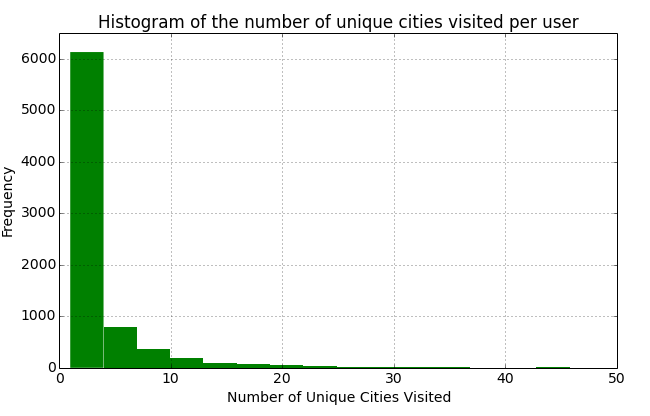 Histogram of the number of unique cities visited per user
6000
5000
4000
3000
2000
1000
0
Frequency
0 10 20 30 40 50
Number of Unique Cities Visited